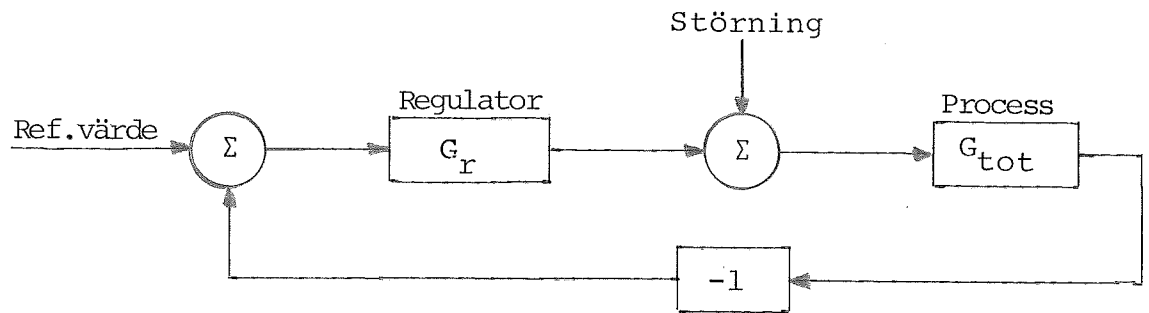 Störning
Regulator
Process
Ref.värde
Σ
G_r
Σ
G_tot
-1